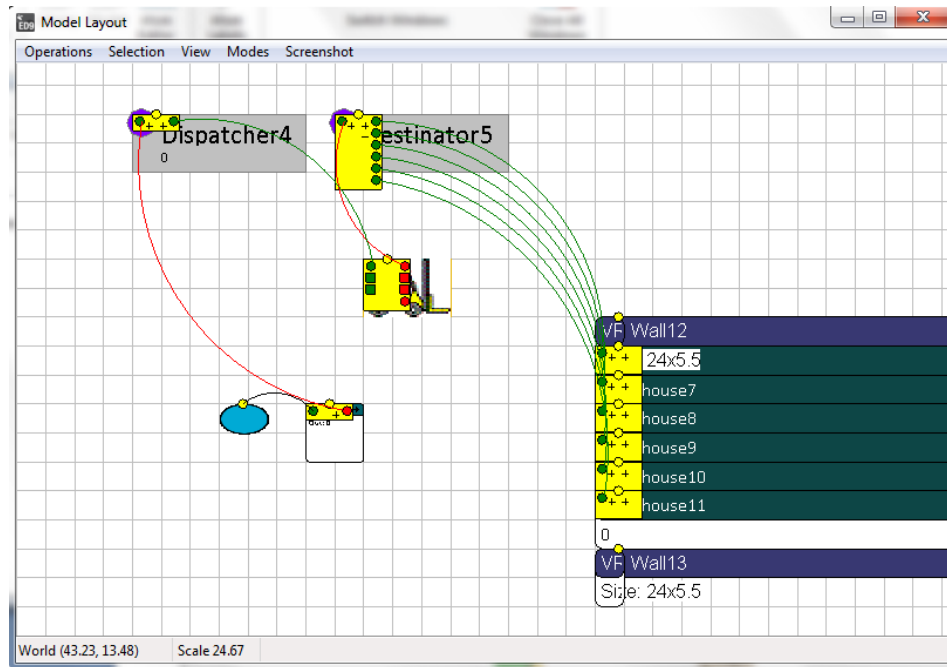 ED9 Model Layout
Operations Selection View Modes Screenshot
Dispatcher4
0
estinator5
VF Wall12
24x5.5
house7
house8
house9
house10
house11
0
VF Wall13
Size: 24x5.5
World (43.23, 13.48) Scale 24.67